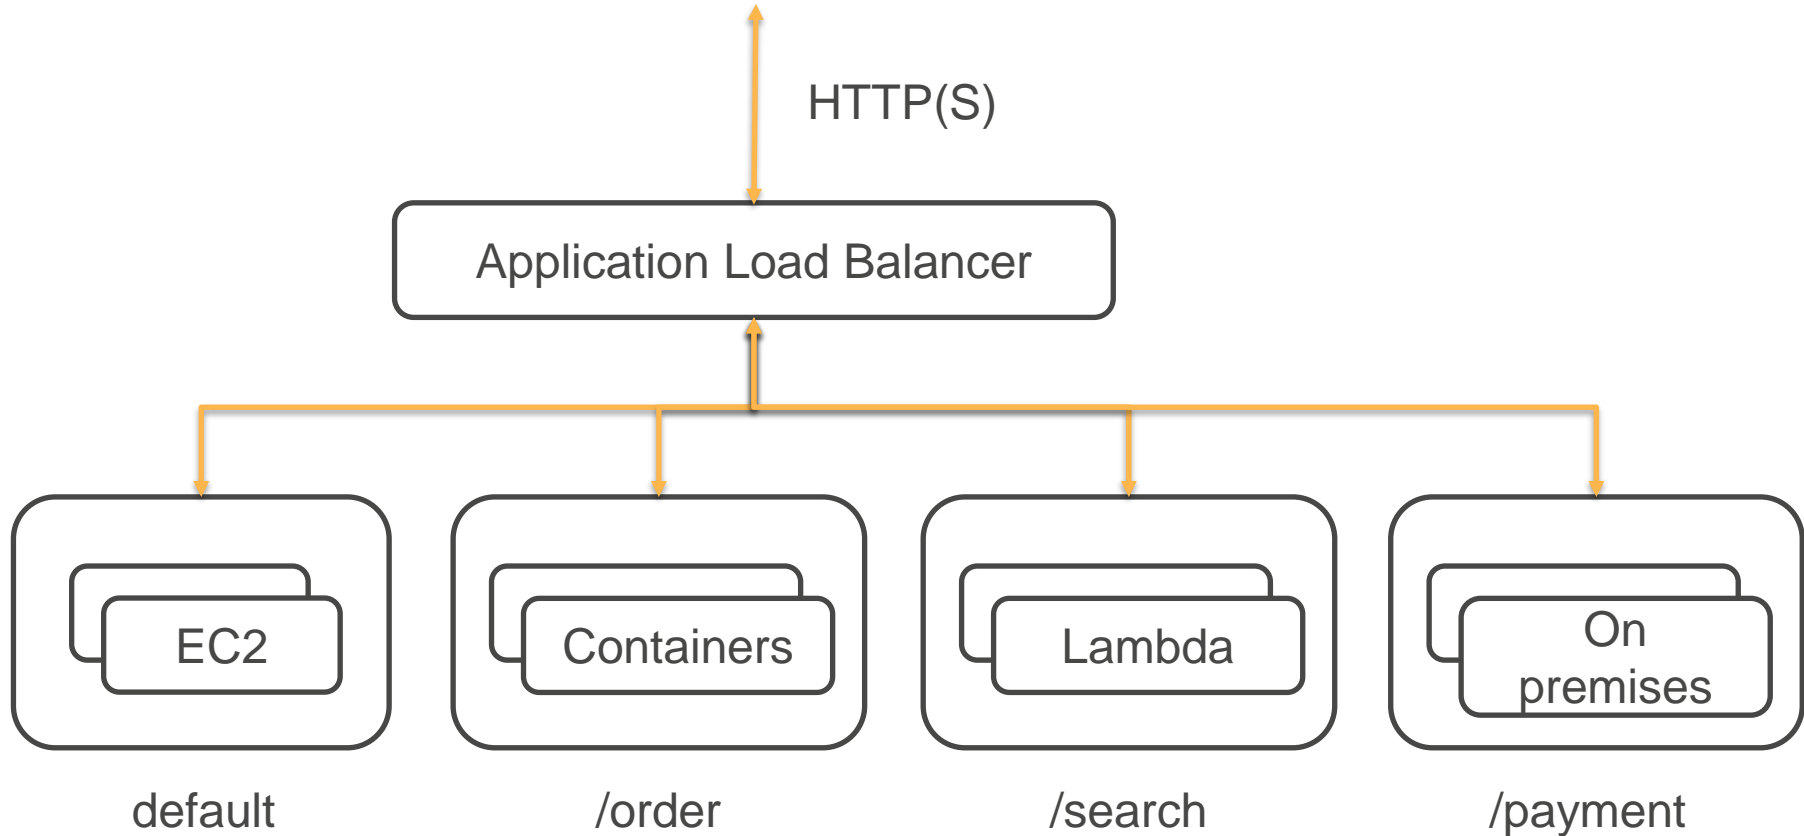 HTTP(S)
Application Load Balancer
EC2
Containers
Lambda
On
premises
default
/order
/search
/payment